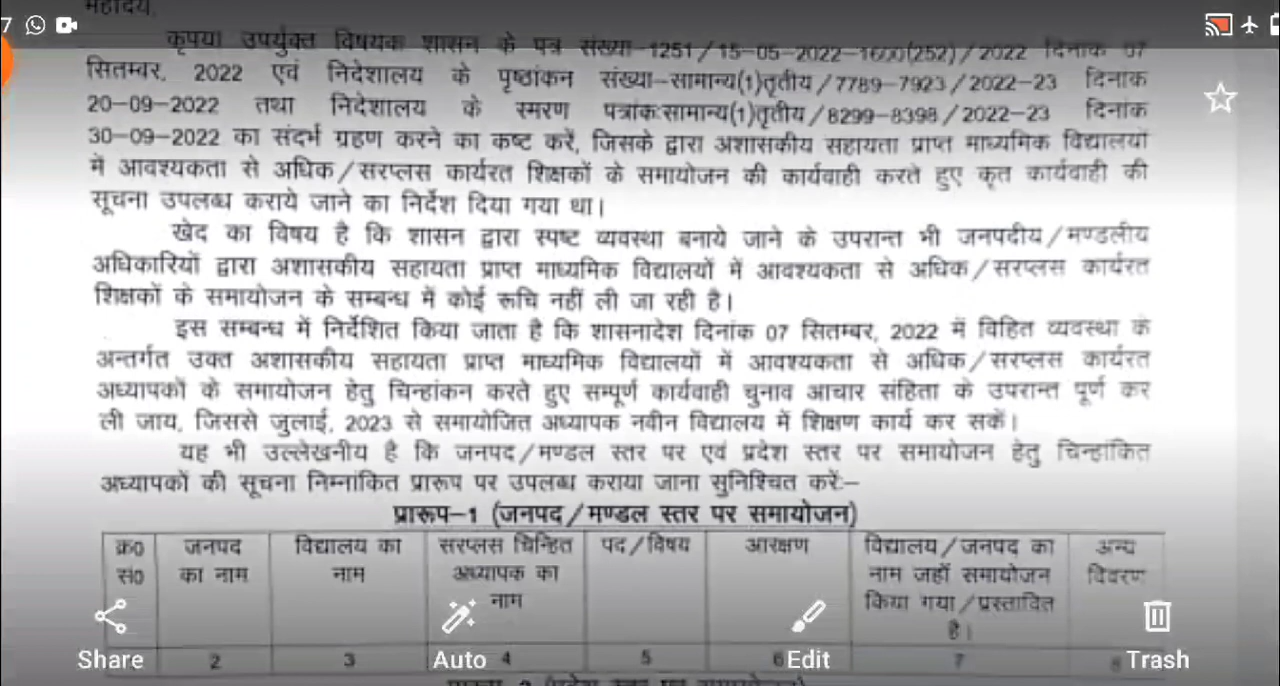 महोदय,
7
कृपया उपर्युक्त विषयक शासन के पत्र संख्या-1251/15-05-2022-1600(252)/2022 दिनांक 07
सितम्बर, 2022 एवं निदेशालय के पृष्ठांकन संख्या-सामान्य(1)तृतीय/7789-7923/2022-23 दिनांक
20-09-2022 तथा निदेशालय के स्मरण पत्रांक:सामान्य(1)तृतीय/8299-8398/2022-23 दिनांक
30-09-2022 का संदर्भ ग्रहण करने का कष्ट करें, जिसके द्वारा अशासकीय सहायता प्राप्त माध्यमिक विद्यालयों
में आवश्यकता से अधिक/सरप्लस कार्यरत शिक्षकों के समायोजन की कार्यवाही करते हुए कृत कार्यवाही की
सूचना उपलब्ध कराये जाने का निर्देश दिया गया था।
खेद का विषय है कि शासन द्वारा स्पष्ट व्यवस्था बनाये जाने के उपरान्त भी जनपदीय/मण्डलीय
अधिकारियों द्वारा अशासकीय सहायता प्राप्त माध्यमिक विद्यालयों में आवश्यकता से अधिक/सरप्लस कार्यरत
शिक्षकों के समायोजन के सम्बन्ध में कोई रूचि नहीं ली जा रही है।
इस सम्बन्ध में निर्देशित किया जाता है कि शासनादेश दिनांक 07 सितम्बर, 2022 में विहित व्यवस्था के
अन्तर्गत उक्त अशासकीय सहायता प्राप्त माध्यमिक विद्यालयों में आवश्यकता से अधिक/सरप्लस कार्यरत
अध्यापकों के समायोजन हेतु चिन्हांकन करते हुए सम्पूर्ण कार्यवाही चुनाव आचार संहिता के उपरान्त पूर्ण कर
ली जाय, जिससे जुलाई, 2023 से समायोजित अध्यापक नवीन विद्यालय में शिक्षण कार्य कर सकें।
यह भी उल्लेखनीय है कि जनपद/मण्डल स्तर पर एवं प्रदेश स्तर पर समायोजन हेतु चिन्हांकित
अध्यापकों की सूचना निम्नांकित प्रारूप पर उपलब्ध कराया जाना सुनिश्चित करें:-
प्रारूप-1 (जनपद/मण्डल स्तर पर समायोजन)
क्र0 जनपद विद्यालय का सरप्लस चिन्हित पद/विषय आरक्षण विद्यालय/जनपद का अन्य
सं0 का नाम नाम अध्यापक का नाम जहाँ समायोजन विवरण
नाम किया गया/प्रस्तावित
है।
2 3 4 5 6 7 8
Share Auto Edit Trash
प्रारूप-2 (प्रदेश स्तर पर समायोजन)